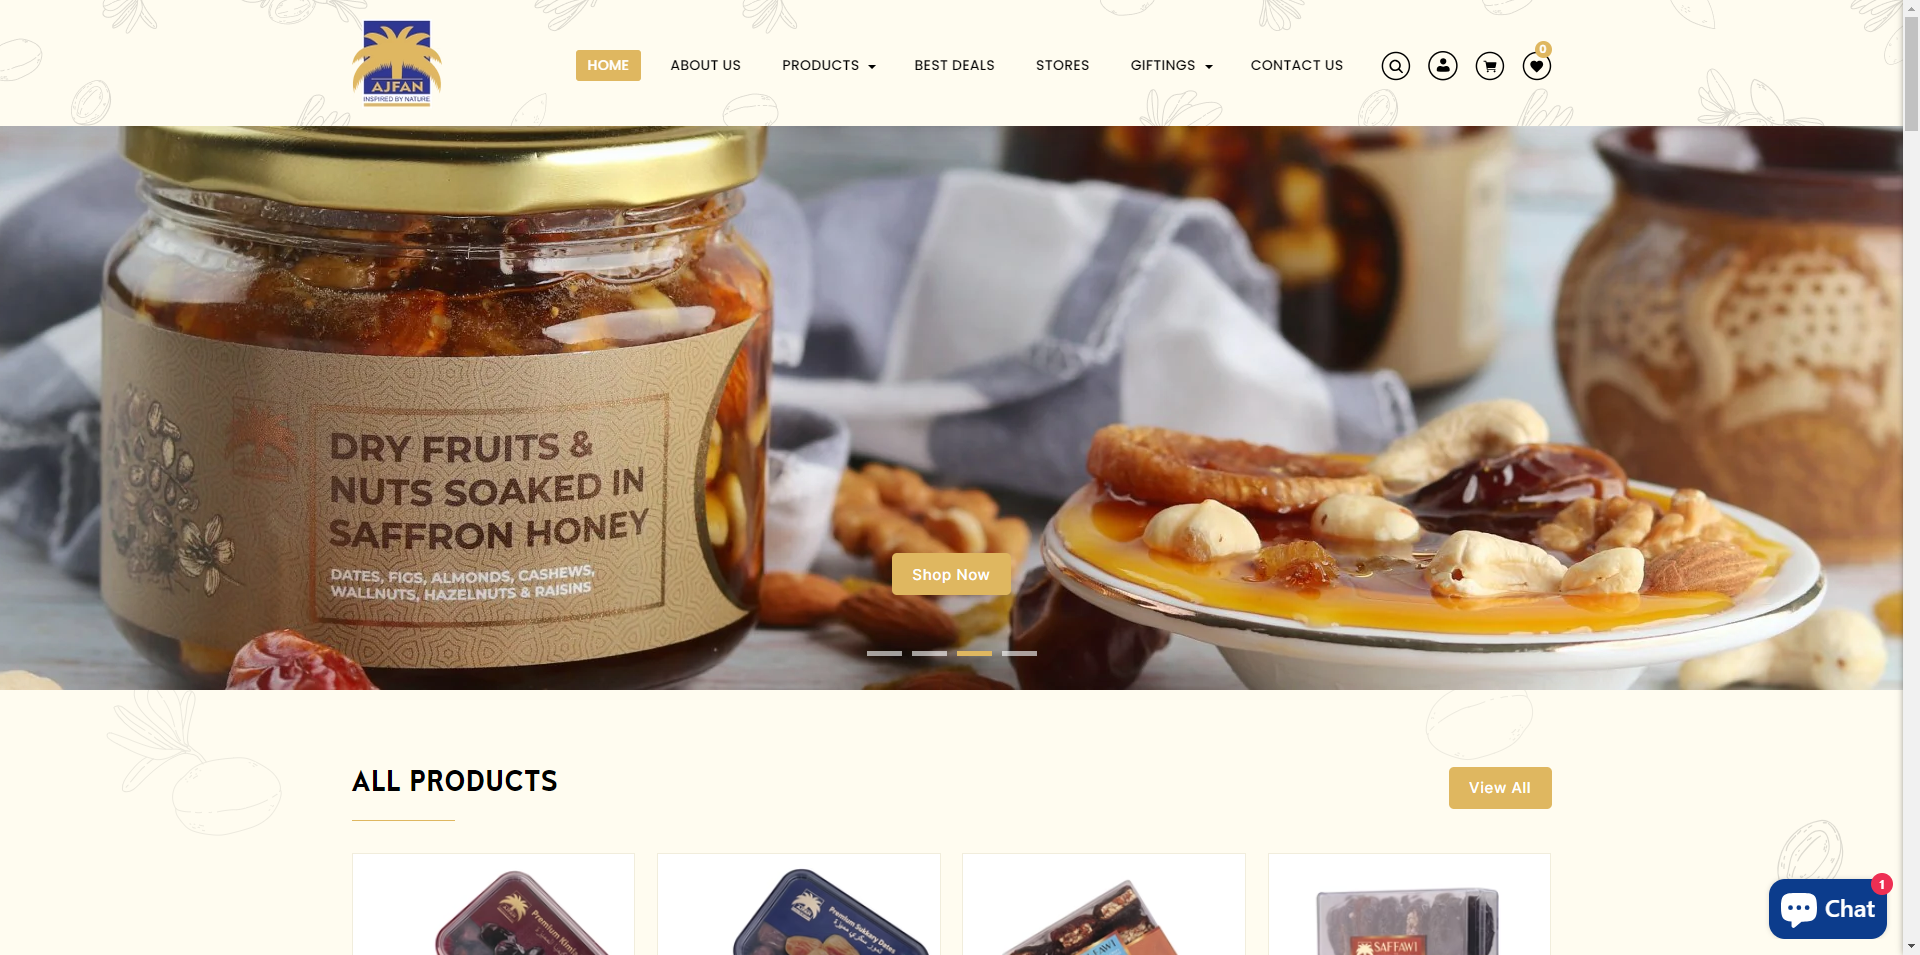 AJFAN
INSPIRED BY NATURE
HOME
ABOUT US
PRODUCTS
BEST DEALS
STORES
GIFTINGS
CONTACT US
0
DRY FRUITS &
NUTS SOAKED IN
SAFFRON HONEY
DATES, FIGS, ALMONDS, CASHEWS,
WALLNUTS, HAZELNUTS & RAISINS
Shop Now
ALL PRODUCTS
View All
AJFAN
Premium Kimia
AJFAN
Premium Sukkary Dates
SAFFAWI
1
Chat